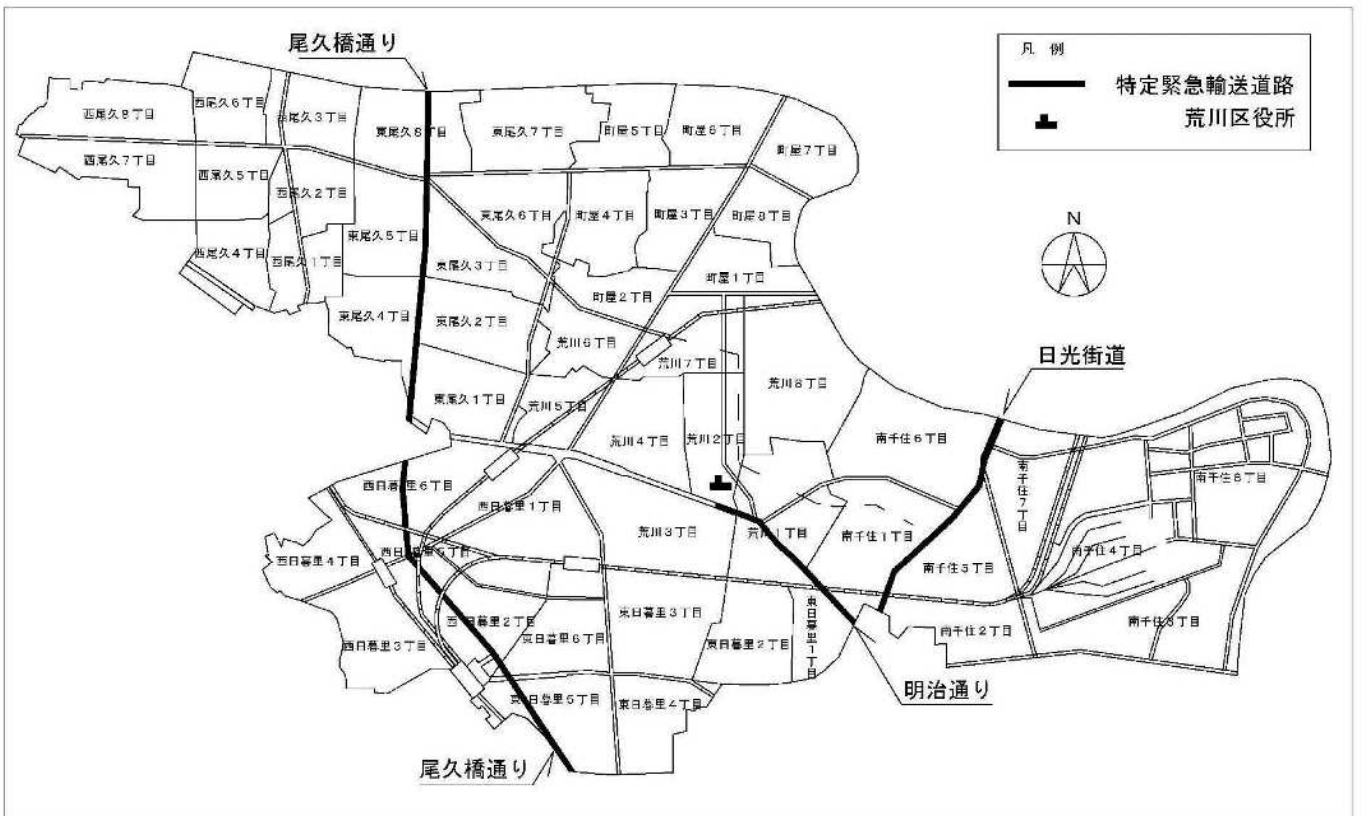 尾久橋通り
凡 例
特定緊急輸送道路
荒川区役所
N
西尾久8丁目
西尾久6丁目
西尾久3丁目
東尾久8丁目
東尾久7丁目
町屋5丁目
町屋6丁目
町屋7丁目
西尾久7丁目
西尾久5丁目
西尾久2丁目
東尾久6丁目
町屋4丁目
町屋3丁目
町屋8丁目
西尾久4丁目
西尾久1丁目
東尾久5丁目
東尾久3丁目
町屋2丁目
町屋1丁目
東尾久4丁目
東尾久2丁目
荒川6丁目
荒川7丁目
荒川8丁目
日光街道
東尾久1丁目
荒川5丁目
荒川4丁目
荒川2丁目
南千住6丁目
南千住7丁目
南千住8丁目
西日暮里6丁目
西日暮里1丁目
荒川3丁目
荒川1丁目
南千住1丁目
南千住4丁目
西日暮里4丁目
西日暮里5丁目
南千住5丁目
西日暮里3丁目
西日暮里2丁目
東日暮里6丁目
東日暮里3丁目
東日暮里2丁目
東日暮里1丁目
南千住2丁目
南千住3丁目
東日暮里5丁目
東日暮里4丁目
明治通り
尾久橋通り